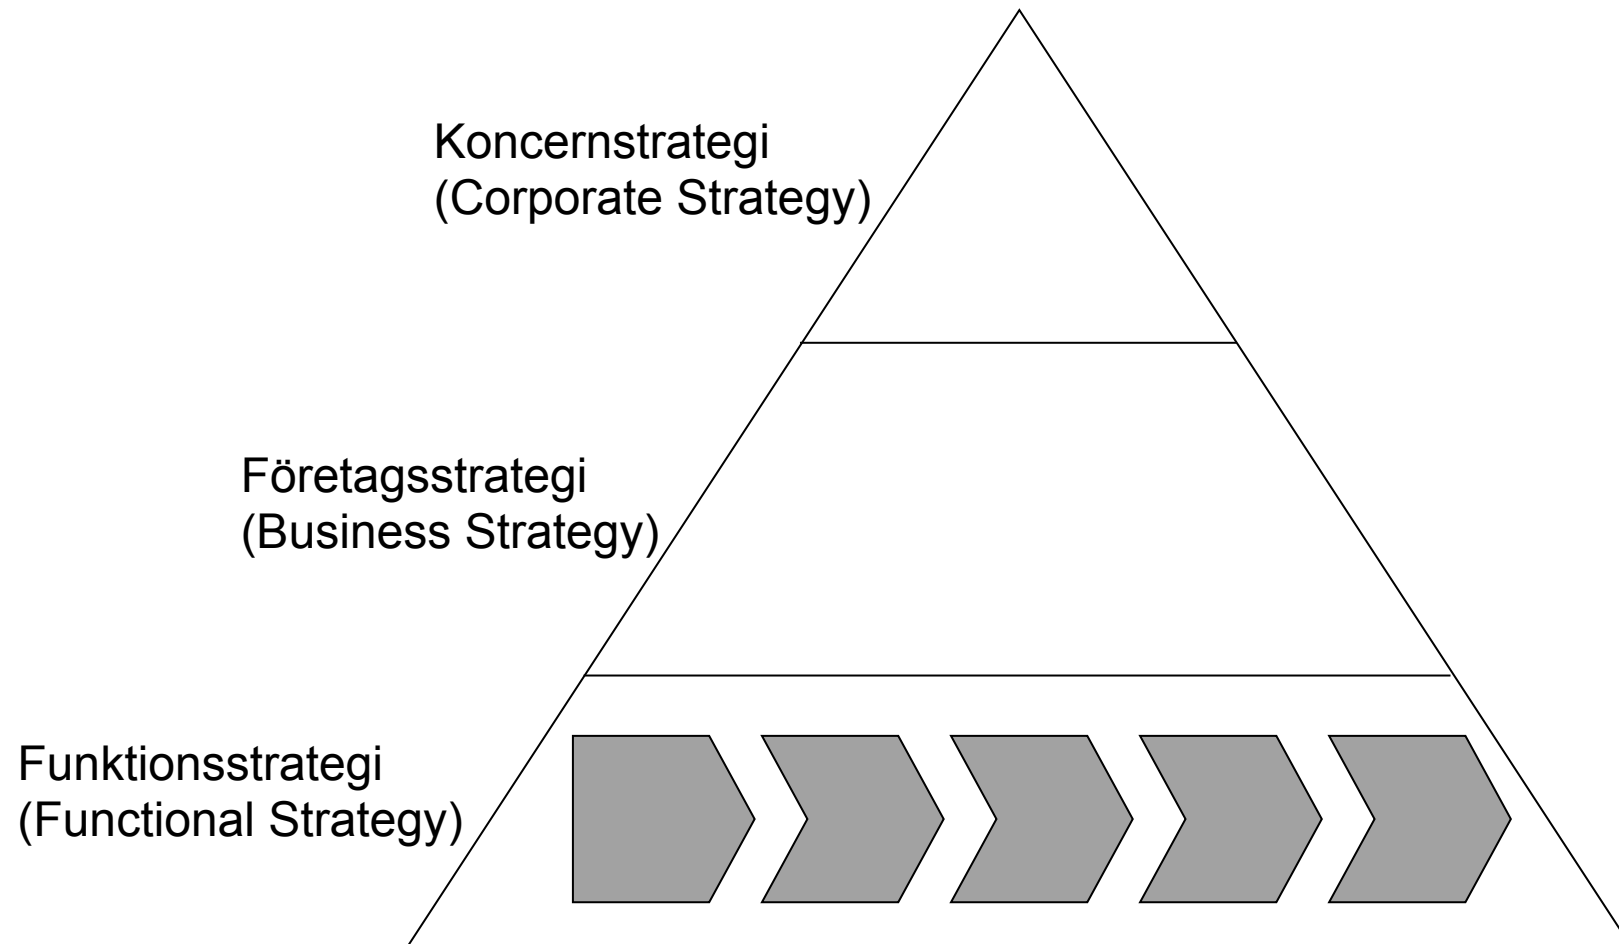 Koncernstrategi
(Corporate Strategy)
Företagsstrategi
(Business Strategy)
Funktionsstrategi
(Functional Strategy)